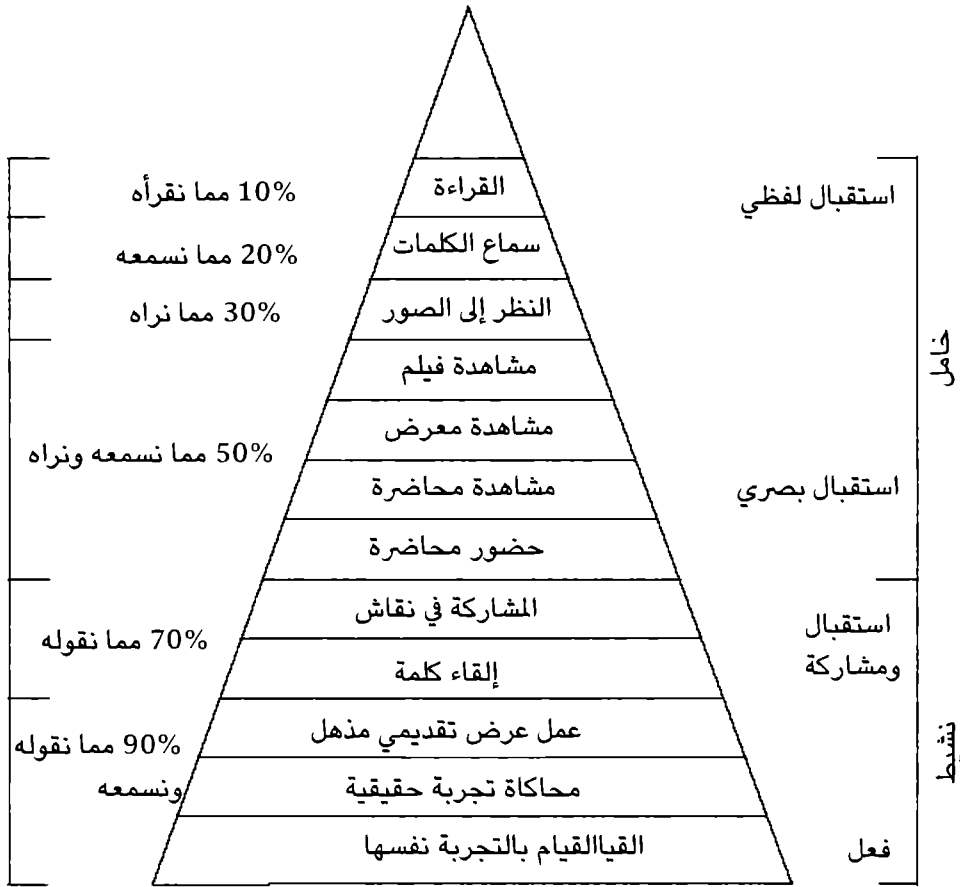 القراءة
سماع الكلمات
النظر إلى الصور
مشاهدة فيلم
مشاهدة معرض
مشاهدة محاضرة
حضور محاضرة
المشاركة في نقاش
إلقاء كلمة
عمل عرض تقديمي مذهل
محاكاة تجربة حقيقية
القياالقيام بالتجربة نفسها
استقبال لفظي
استقبال بصري
استقبال
ومشاركة
فعل
خامل
نشيط
10% مما نقرأه
20% مما نسمعه
30% مما نراه
50% مما نسمعه ونراه
70% مما نقوله
90% مما نقوله
ونسمعه